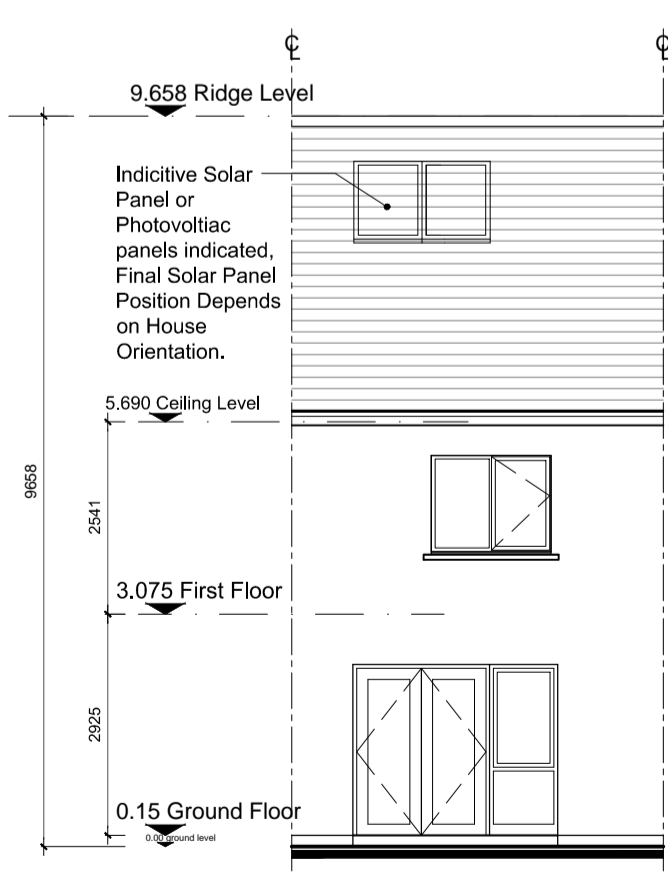 ℄ ℄
9.658 Ridge Level
Indicitive Solar
Panel or
Photovoltiac
panels indicated,
Final Solar Panel
Position Depends
on House
Orientation.
5.690 Ceiling Level
9658
2541
3.075 First Floor
2925
0.15 Ground Floor
0.00 ground level